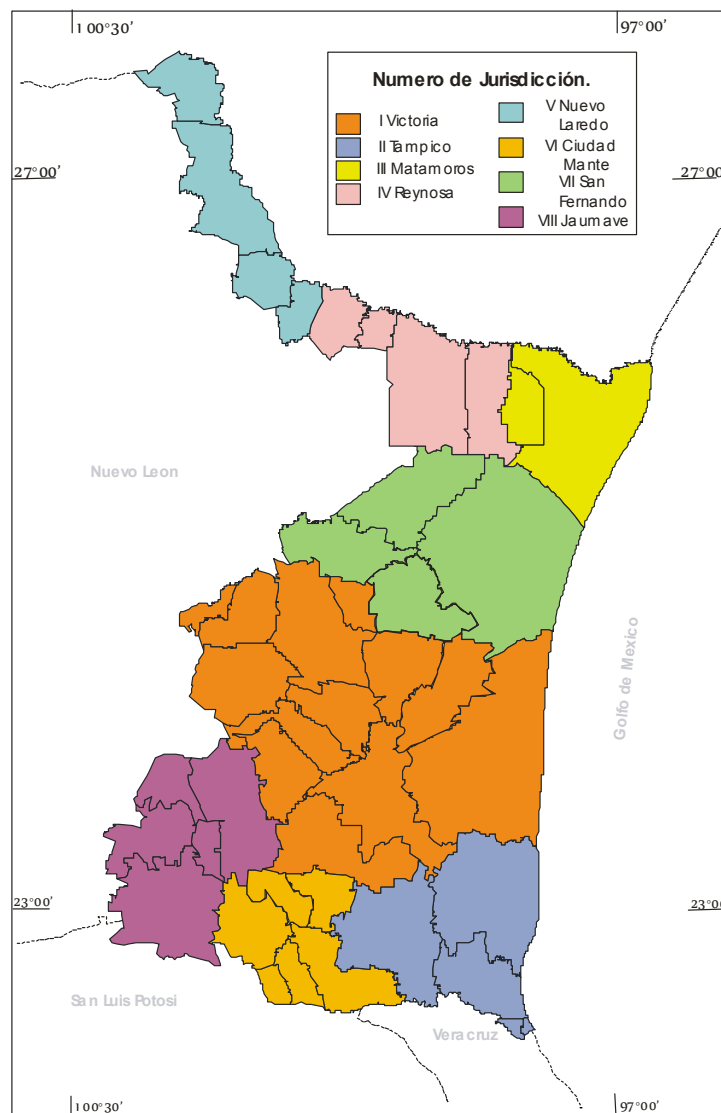 100°30’ 97°00’
Numero de Jurisdicción.
I Victoria
II Tampico
III Matamoros
IV Reynosa
V Nuevo
Laredo
VI Ciudad
Mante
VII San
Fernando
VIII Jaumave
27°00’ 27°00’
Nuevo Leon
Golfo de Mexico
23°00’ 23°00’
San Luis Potosi
Veracruz
100°30’ 97°00’